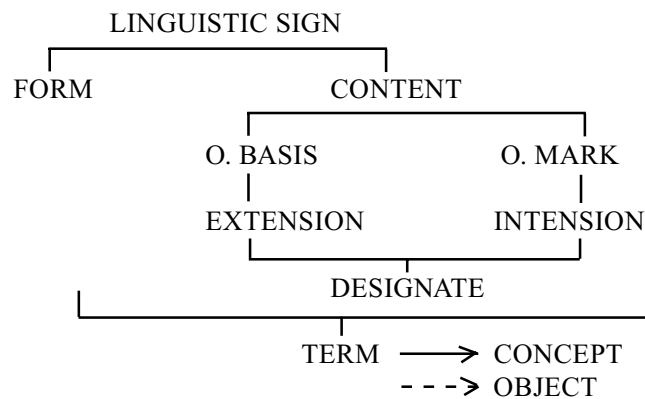 LINGUISTIC SIGN
FORM CONTENT
O. BASIS O. MARK
EXTENSION INTENSION
DESIGNATE
TERM CONCEPT
OBJECT